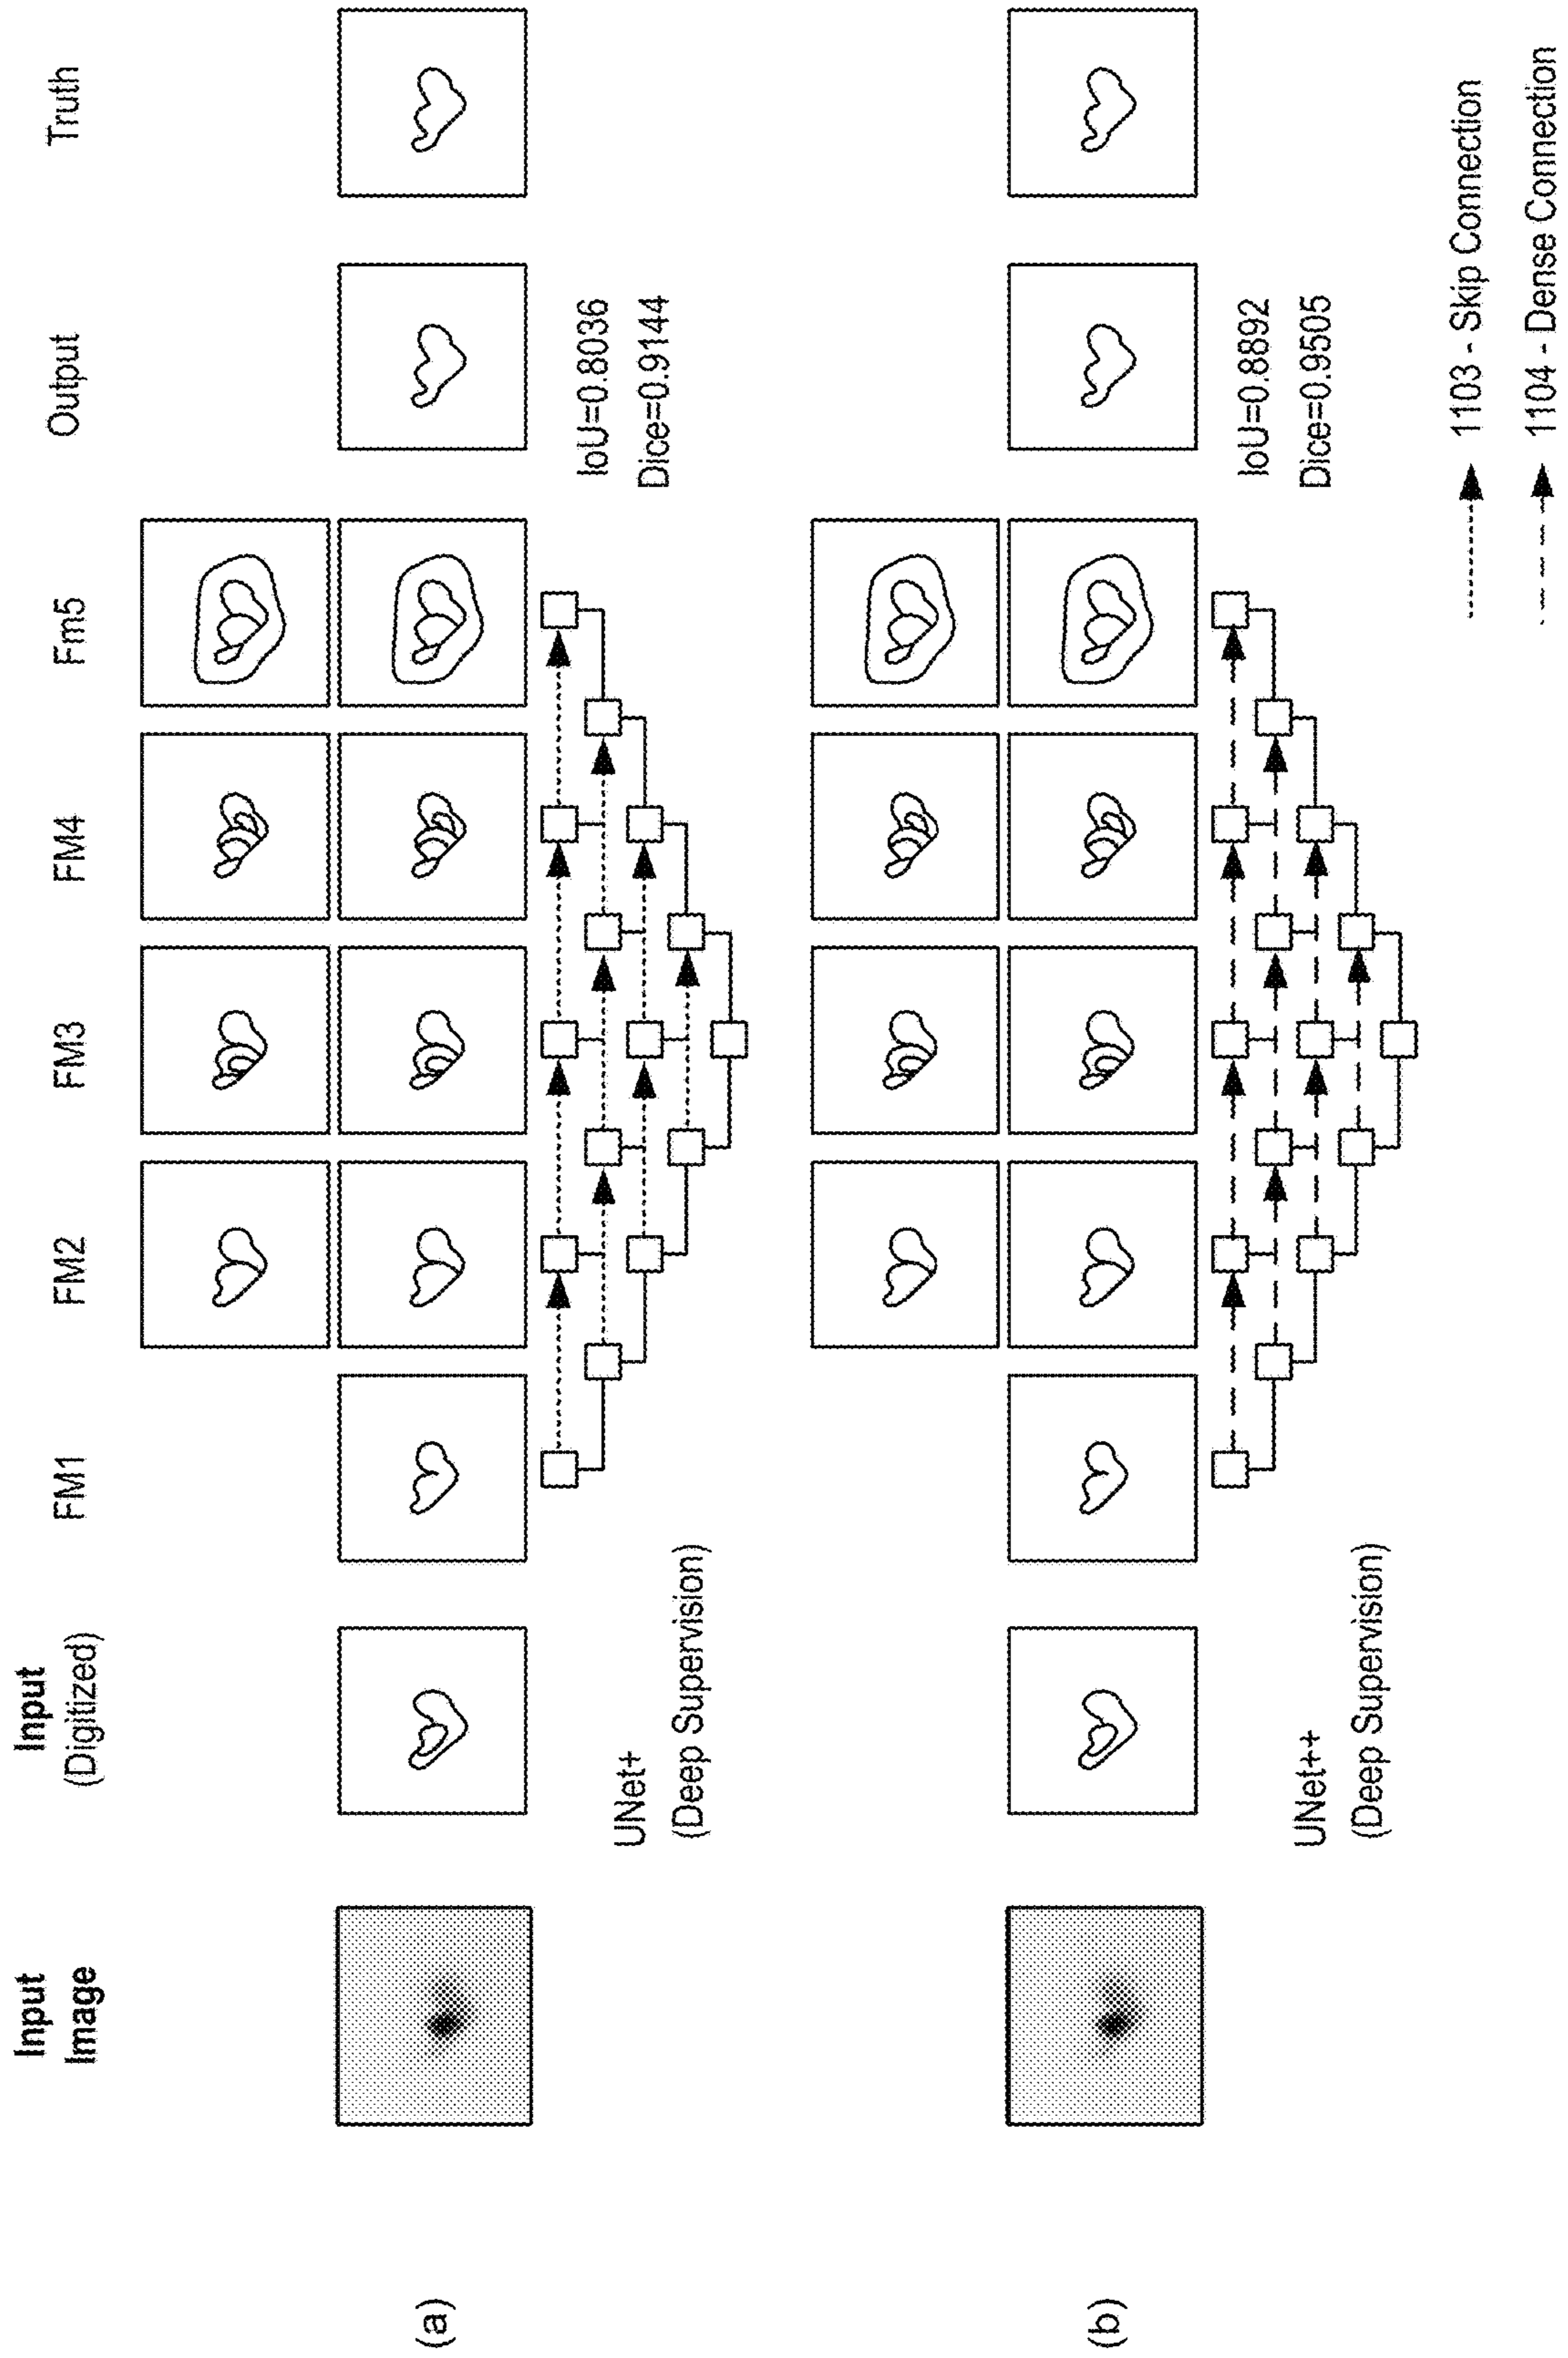 Input
Image
Input
(Digitized)
FM1
FM2
FM3
FM4
Fm5
Output
Truth
(a)
UNet+
(Deep Supervision)
IoU=0.8036
Dice=0.9144
(b)
UNet++
(Deep Supervision)
IoU=0.8892
Dice=0.9505
1103 - Skip Connection
1104 - Dense Connection